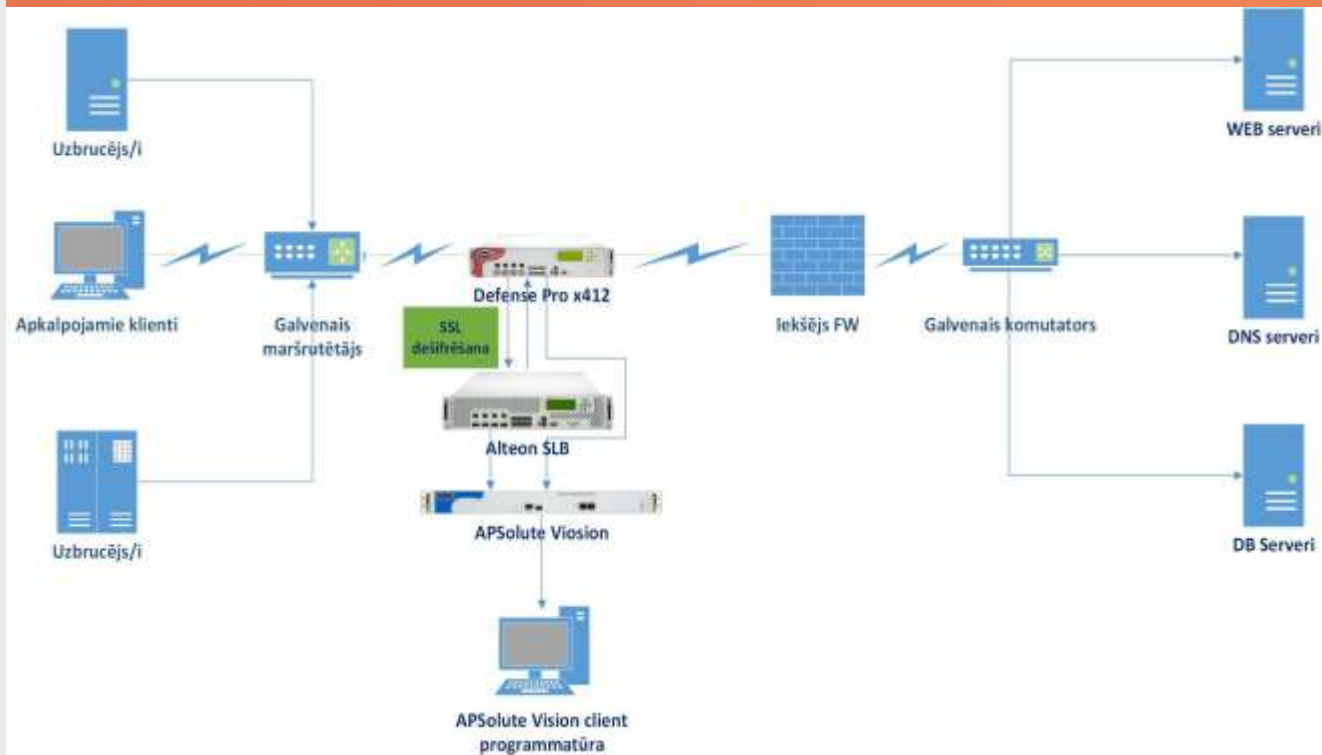 Uzbrucējs/i
WEB serveri
Apkalpojamie klienti
Galvenais
maršrutētājs
Defense Pro x412
Iekšējs FW
Galvenais komutators
DNS serveri
SSL
dešifrēšana
Alteon SLB
Uzbrucējs/i
APSolute Viosion
DB Serveri
APSolute Vision client
programmatūra